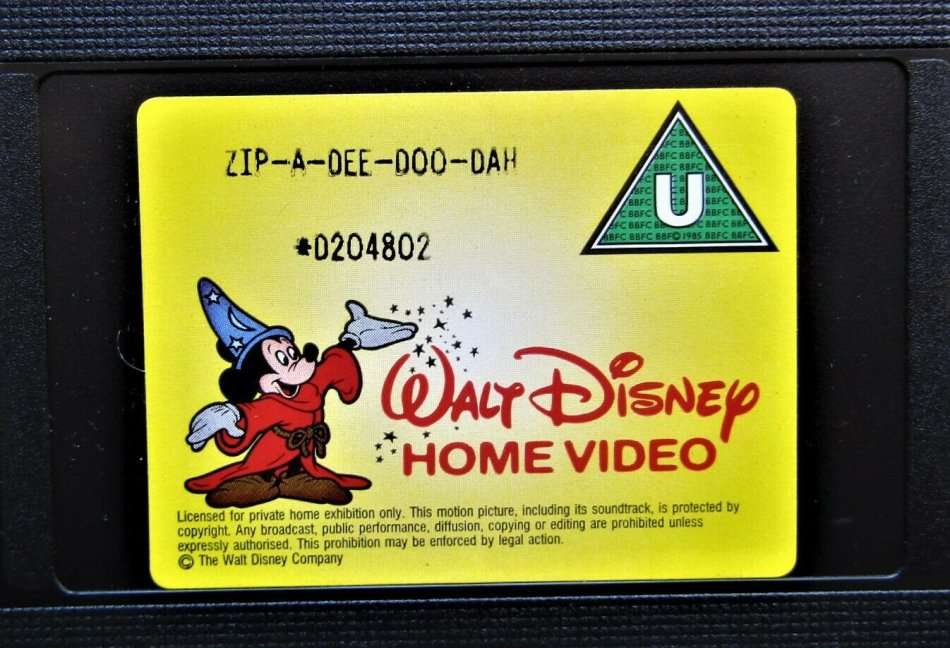 ZIP-A-DEE-DOO-DAH
U
BBFC © 1985
*D204802
WALT DISNEY
HOME VIDEO
Licensed for private home exhibition only. This motion picture, including its soundtrack, is protected by
copyright. Any broadcast, public performance, diffusion, copying or editing are prohibited unless
expressly authorised. This prohibition may be enforced by legal action.
© The Walt Disney Company